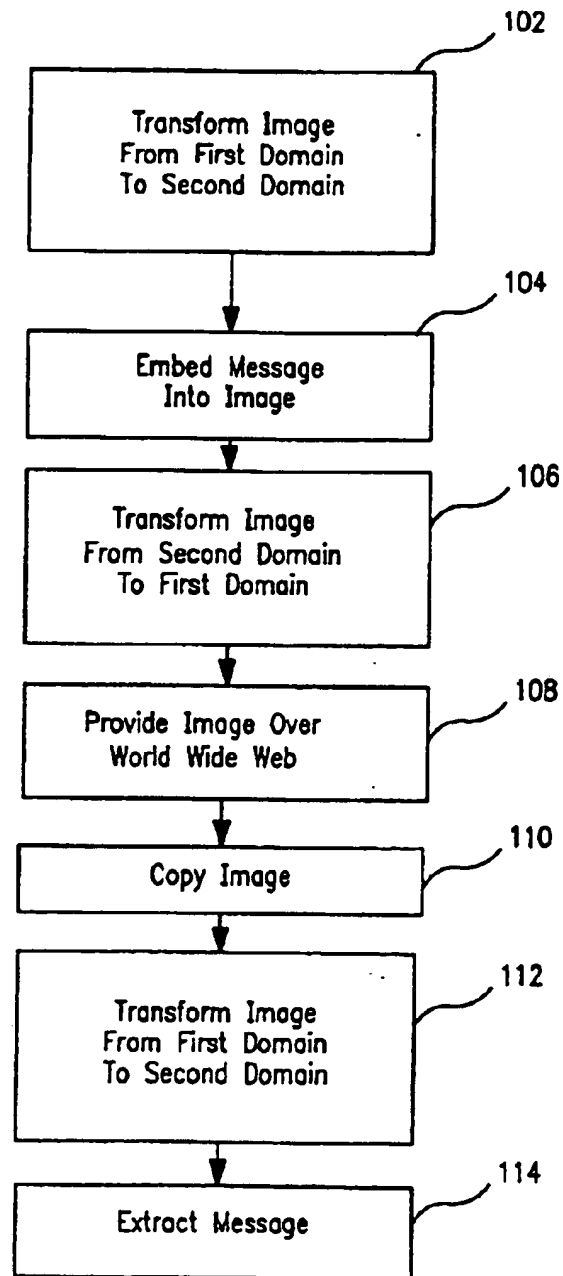 102
Transform Image
From First Domain
To Second Domain
104
Embed Message
Into Image
106
Transform Image
From Second Domain
To First Domain
108
Provide Image Over
World Wide Web
110
Copy Image
112
Transform Image
From First Domain
To Second Domain
114
Extract Message